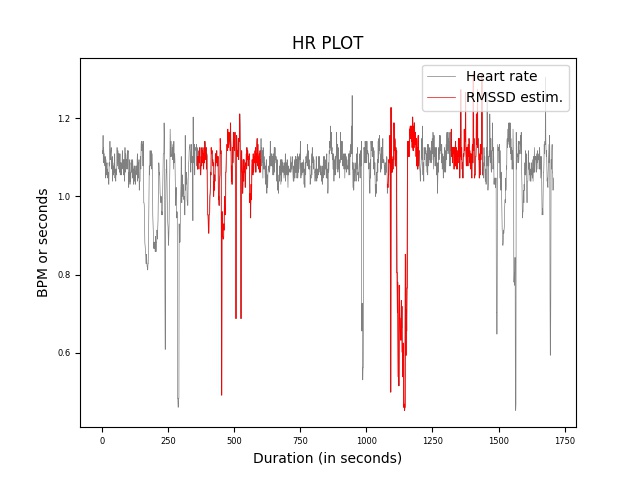 HR PLOT
Heart rate
RMSSD estim.
BPM or seconds
1.2
1.0
0.8
0.6
0
250
500
750
1000
1250
1500
1750
Duration (in seconds)